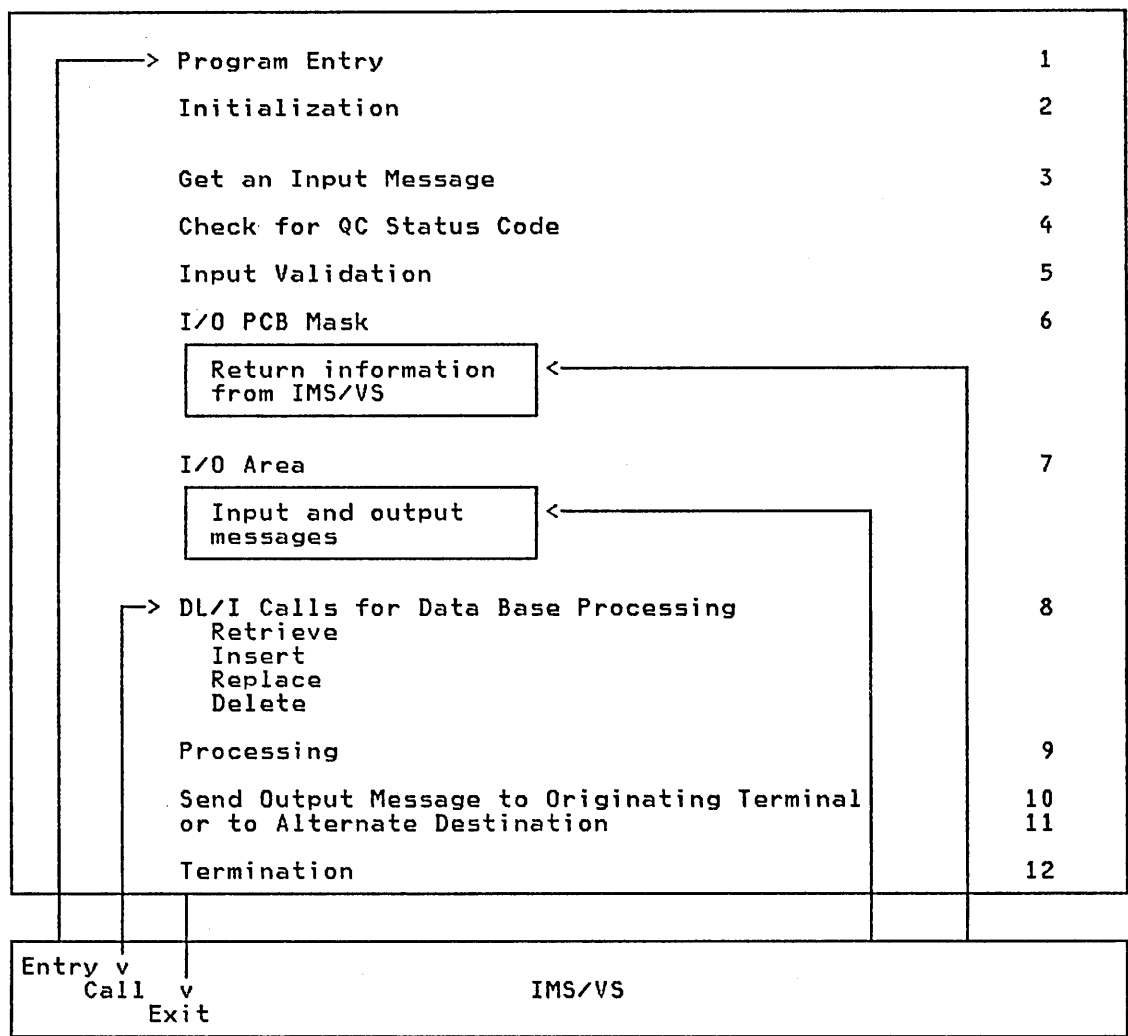 Program Entry 1
Initialization 2
Get an Input Message 3
Check for QC Status Code 4
Input Validation 5
I/O PCB Mask 6
Return information
from IMS/VS
I/O Area 7
Input and output
messages
DL/I Calls for Data Base Processing 8
Retrieve
Insert
Replace
Delete
Processing 9
Send Output Message to Originating Terminal 10
or to Alternate Destination 11
Termination 12
Entry v
Call v IMS/VS
Exit